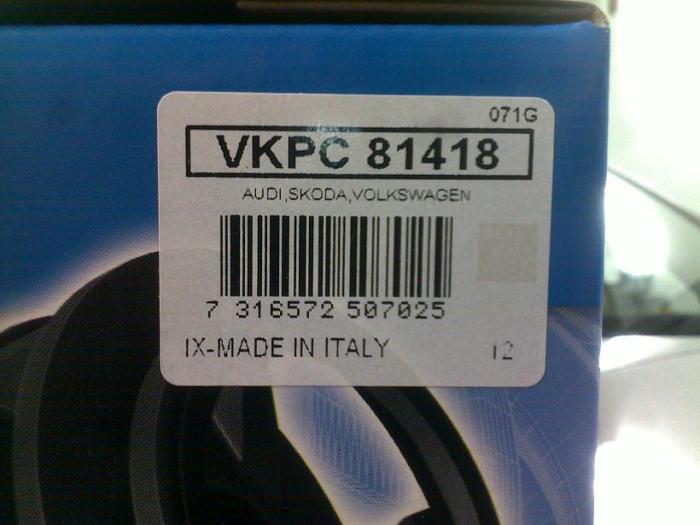 071G
VKPC 81418
AUDI,SKODA,VOLKSWAGEN
7 316572 507025
IX-MADE IN ITALY 12